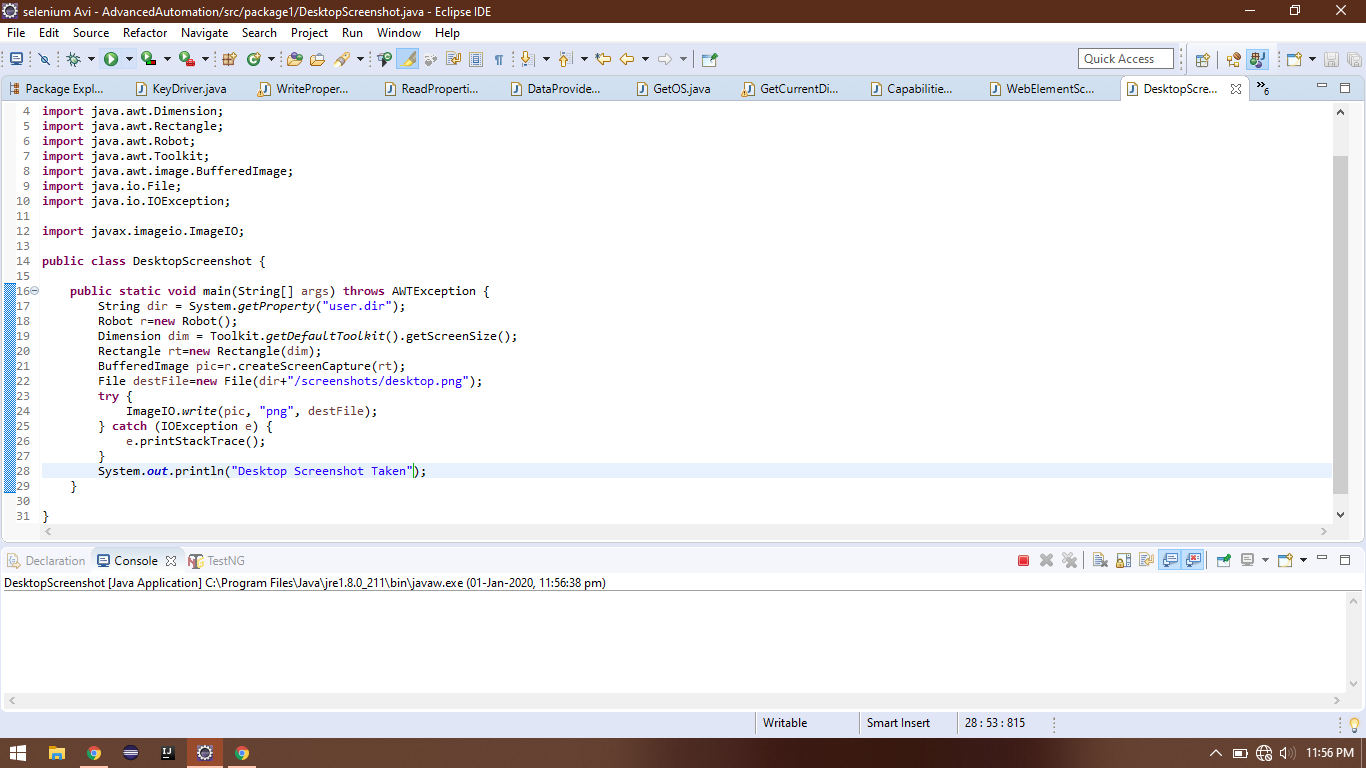 selenium Avi - AdvancedAutomation/src/package1/DesktopScreenshot.java - Eclipse IDE
File Edit Source Refactor Navigate Search Project Run Window Help
Quick Access
Package Expl... KeyDriver.java WriteProper... ReadProperti... DataProvide... GetOS.java GetCurrentDi... Capabilitie... WebElementSc... DesktopScre... »6
4 import java.awt.Dimension;
5 import java.awt.Rectangle;
6 import java.awt.Robot;
7 import java.awt.Toolkit;
8 import java.awt.image.BufferedImage;
9 import java.io.File;
10 import java.io.IOException;
11
12 import javax.imageio.ImageIO;
13
14 public class DesktopScreenshot {
15
16 public static void main(String[] args) throws AWTException {
17 String dir = System.getProperty("user.dir");
18 Robot r=new Robot();
19 Dimension dim = Toolkit.getDefaultToolkit().getScreenSize();
20 Rectangle rt=new Rectangle(dim);
21 BufferedImage pic=r.createScreenCapture(rt);
22 File destFile=new File(dir+"/screenshots/desktop.png");
23 try {
24 ImageIO.write(pic, "png", destFile);
25 } catch (IOException e) {
26 e.printStackTrace();
27 }
28 System.out.println("Desktop Screenshot Taken");
29 }
30
31 }
Declaration Console TestNG
DesktopScreenshot [Java Application] C:\Program Files\Java\jre1.8.0_211\bin\javaw.exe (01-Jan-2020, 11:56:38 pm)
Writable Smart Insert 28 : 53 : 815
11:56 PM